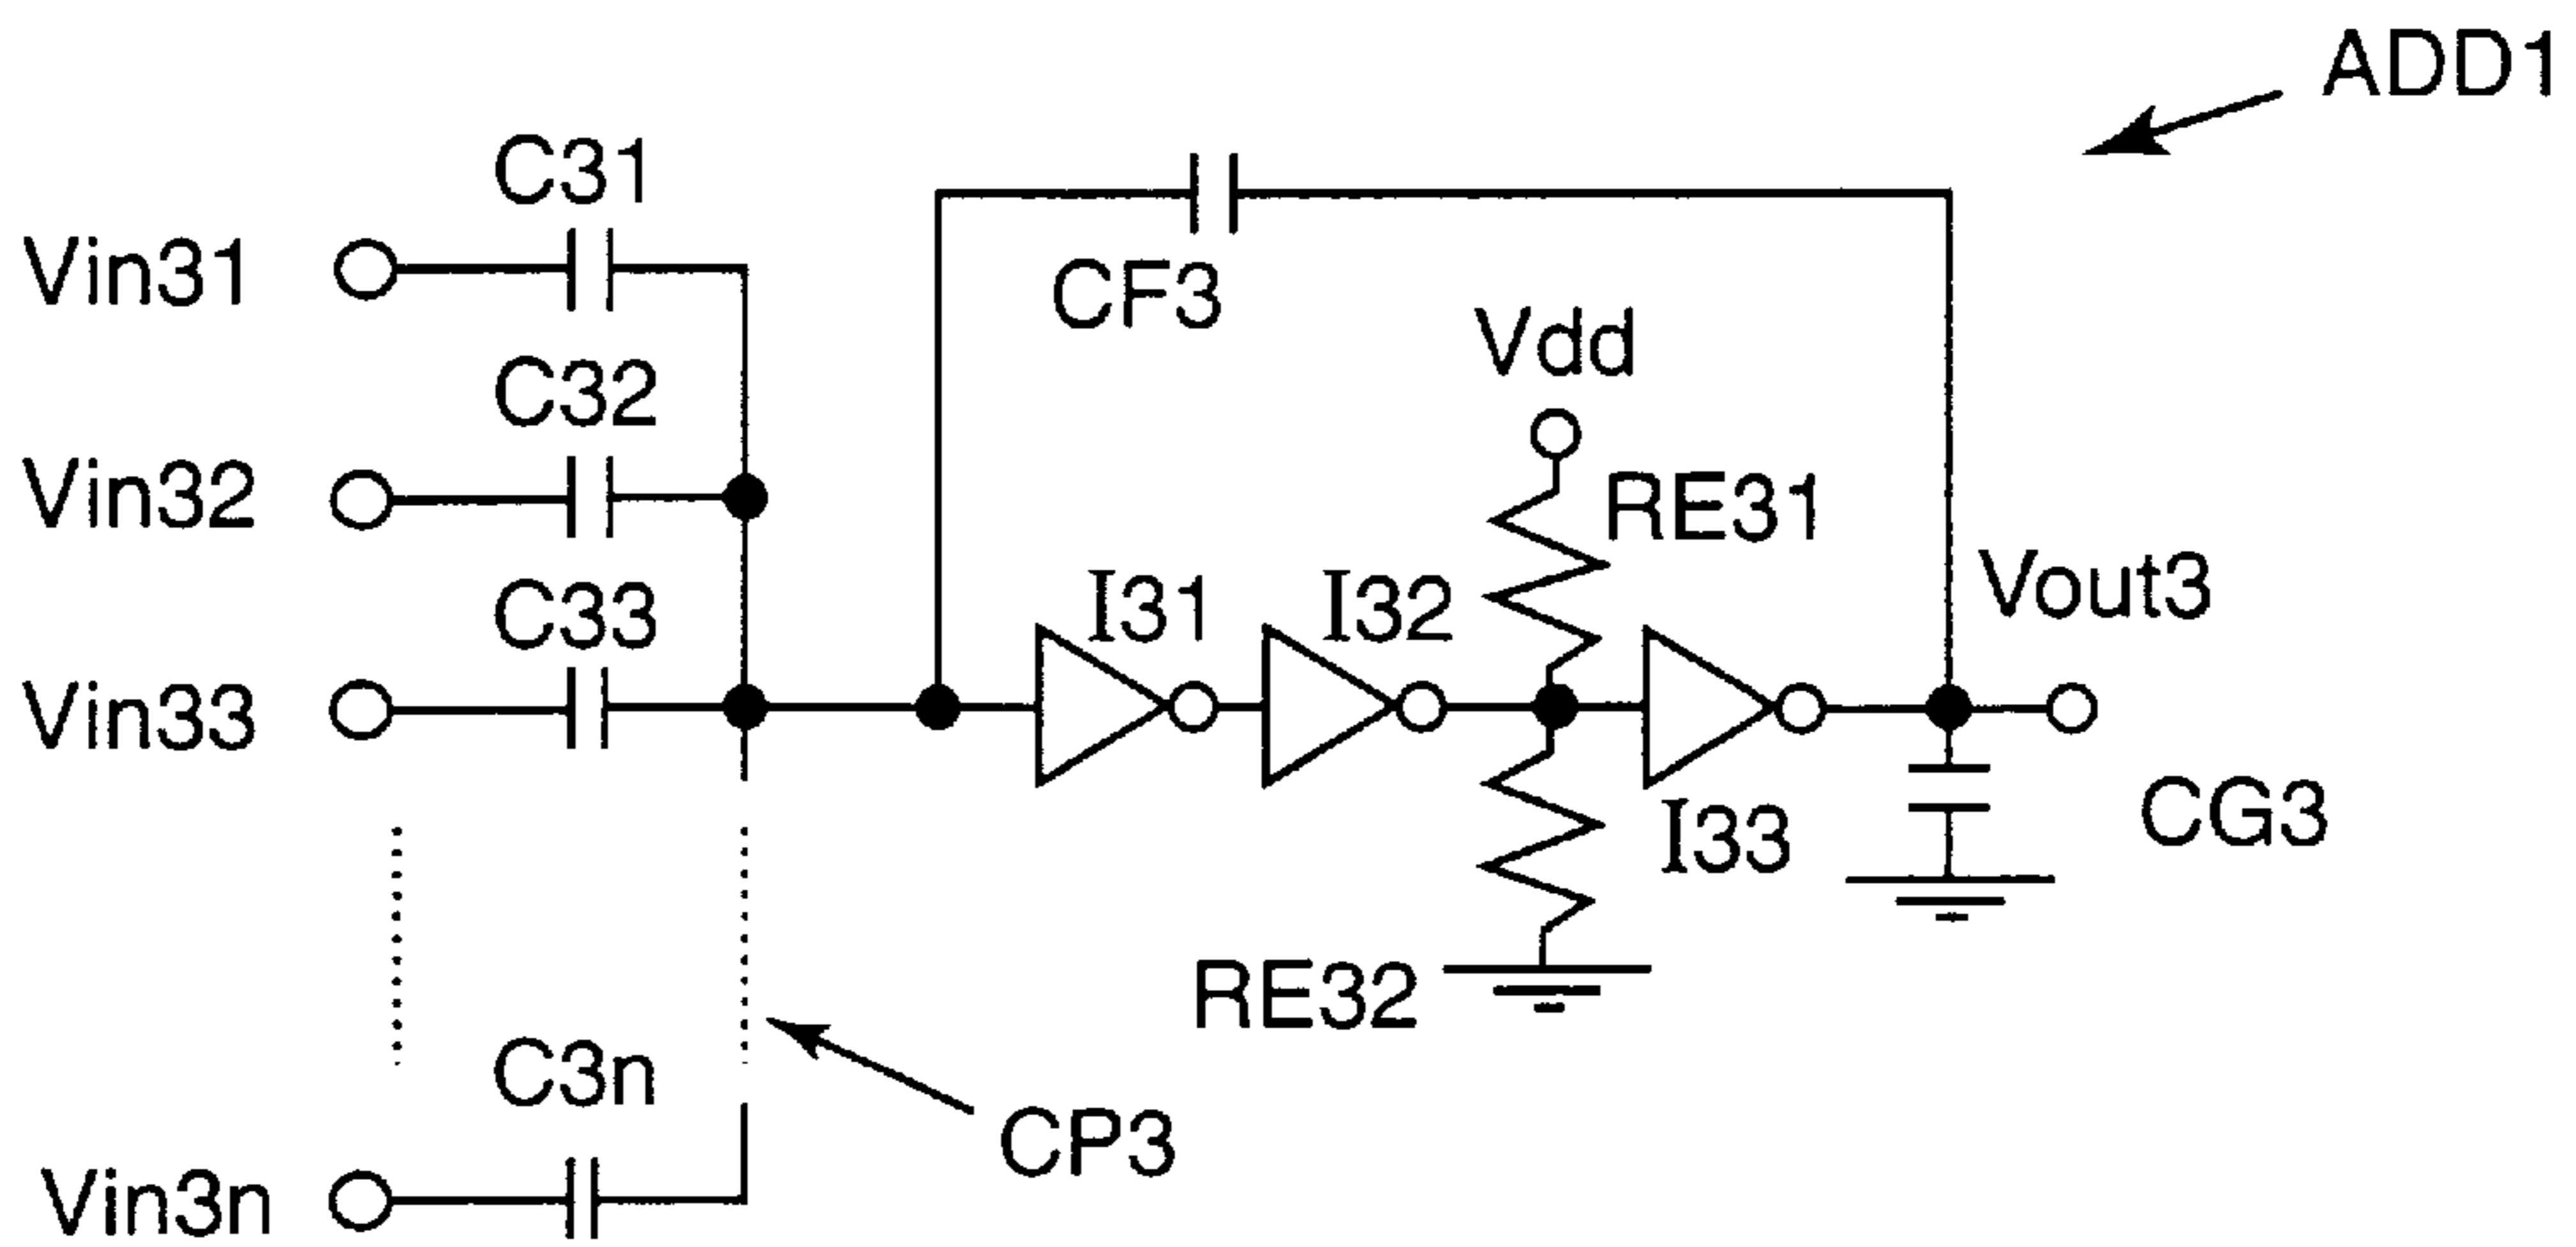 ADD1
C31
Vin31
CF3
Vdd
C32
Vin32
RE31
I31
I32
Vout3
C33
Vin33
I33
CG3
RE32
C3n
CP3
Vin3n